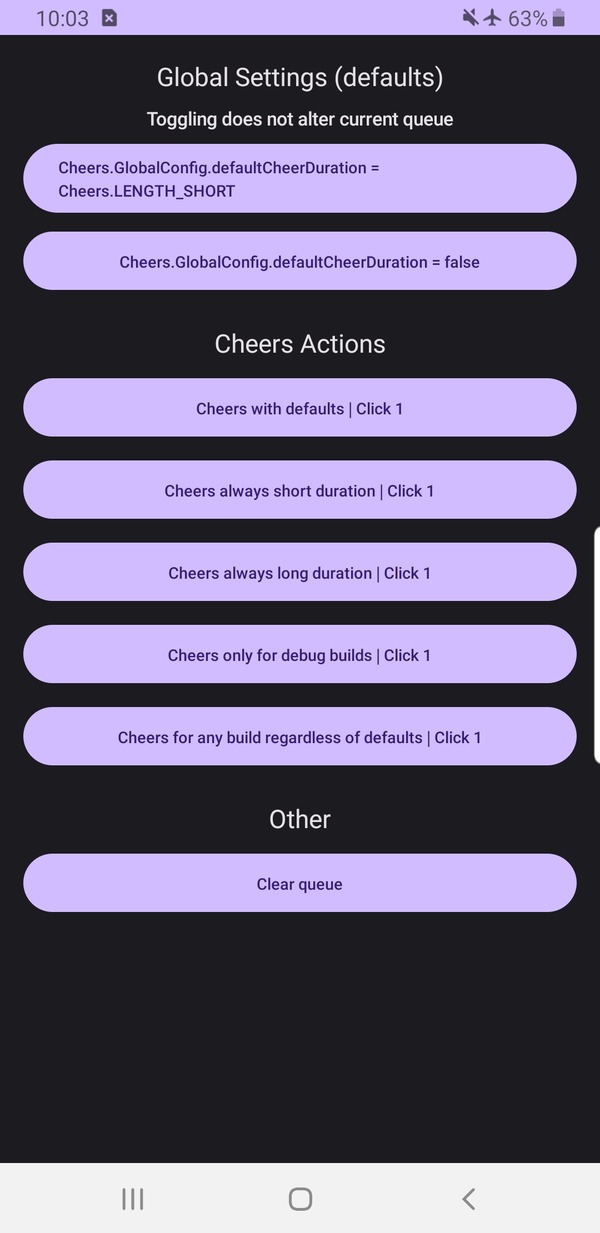 10:03
63%
Global Settings (defaults)
Toggling does not alter current queue
Cheers.GlobalConfig.defaultCheerDuration =
Cheers.LENGTH_SHORT
Cheers.GlobalConfig.defaultCheerDuration = false
Cheers Actions
Cheers with defaults | Click 1
Cheers always short duration | Click 1
Cheers always long duration | Click 1
Cheers only for debug builds | Click 1
Cheers for any build regardless of defaults | Click 1
Other
Clear queue